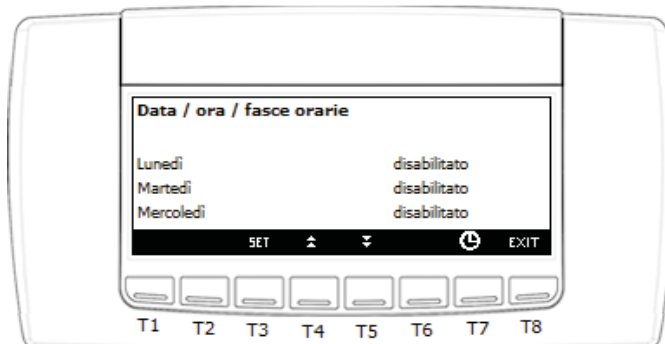 Data / ora / fasce orarie
Lunedì disabilitato
Martedì disabilitato
Mercoledì disabilitato
SET EXIT
T1 T2 T3 T4 T5 T6 T7 T8